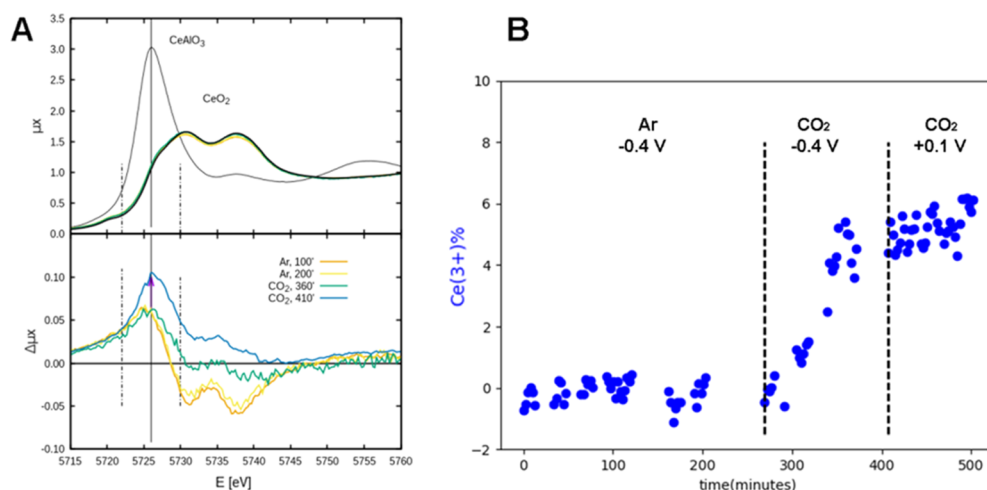 A
3.5
3.0
2.5
2.0
1.5
1.0
0.5
0.0
μx
CeAlO₃
CeO₂
0.10
0.05
0.00
-0.05
-0.10
Δμx
Ar, 100'
Ar, 200'
CO₂, 360'
CO₂, 410'
5715 5720 5725 5730 5735 5740 5745 5750 5755 5760
E [eV]
B
10
8
6
4
2
0
−2
Ce(3+)%
Ar
-0.4 V
CO₂
-0.4 V
CO₂
+0.1 V
0 100 200 300 400 500
time(minutes)